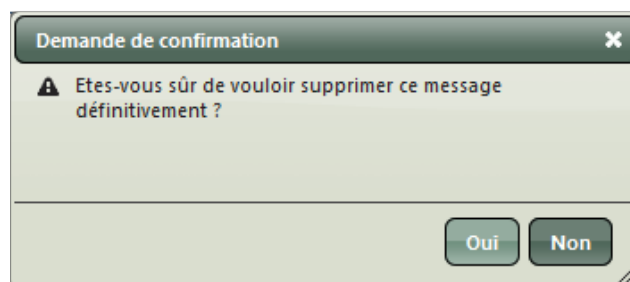 Demande de confirmation
Etes-vous sûr de vouloir supprimer ce message
définitivement ?
Oui Non